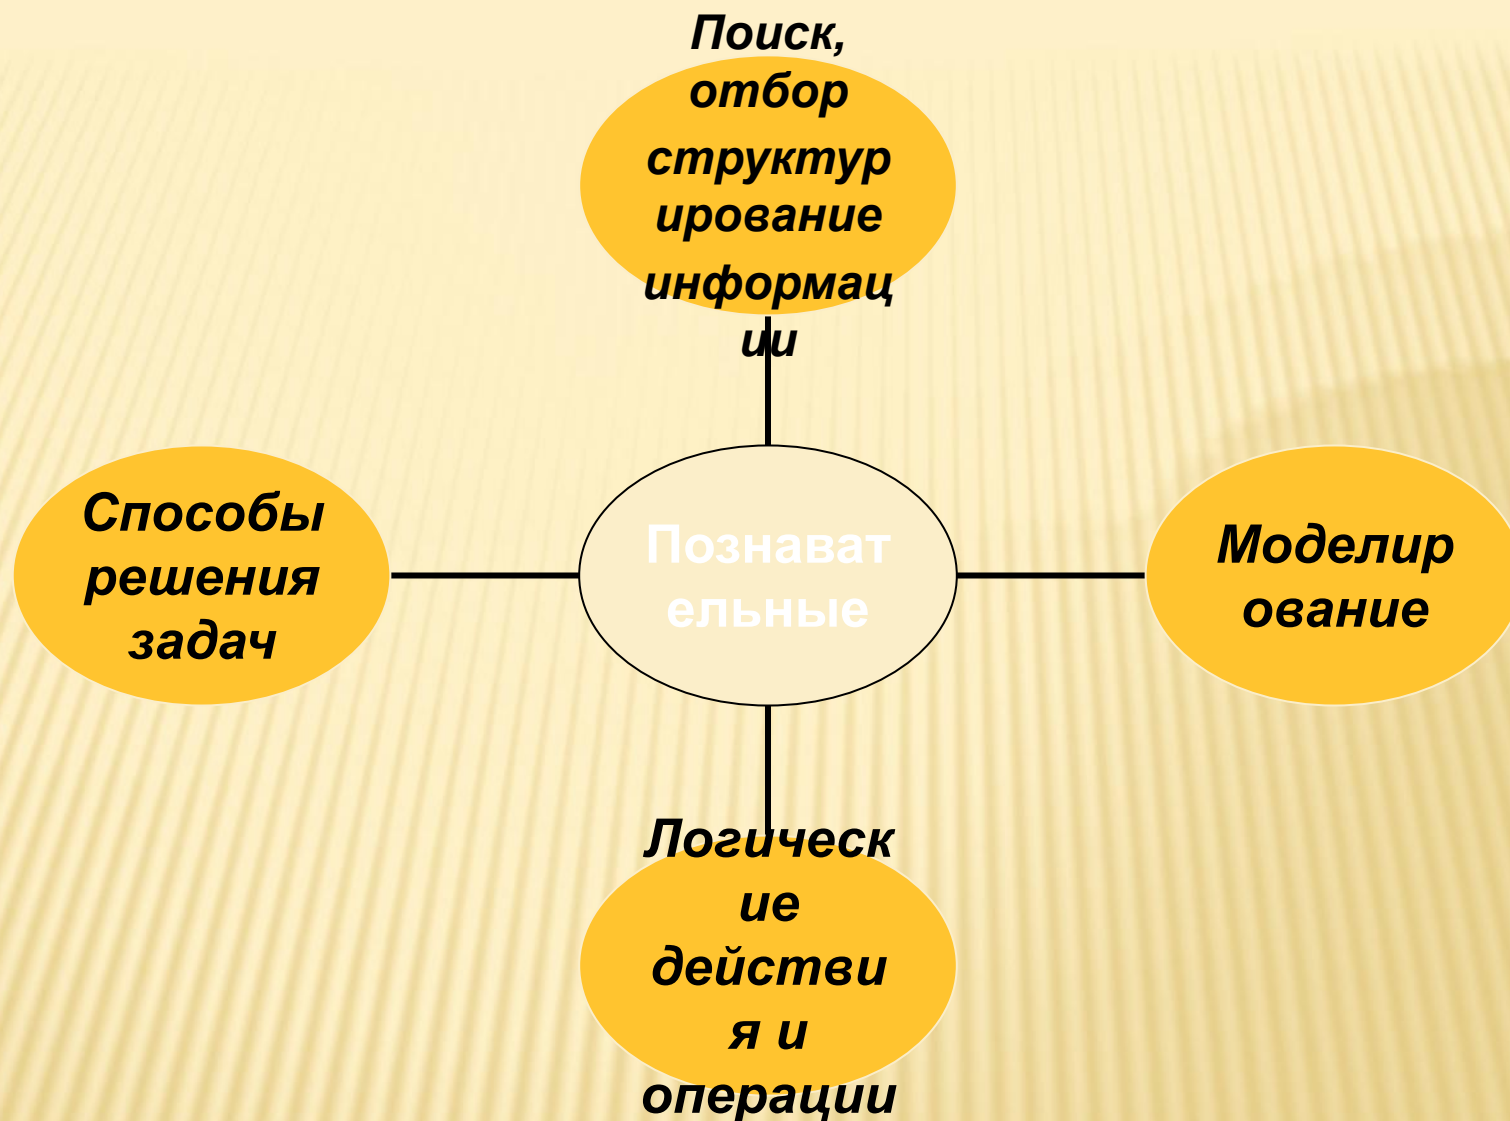 Поиск,
отбор
структур
ирование
информац
ии
Способы
решения
задач
Познават
ельные
Моделир
ование
Логическ
ие
действи
я и
операции